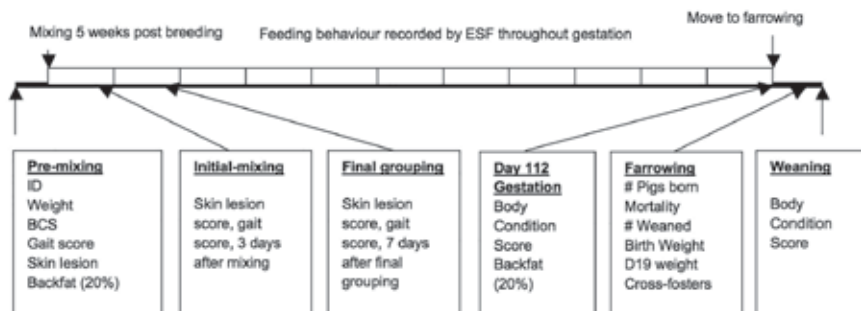 Move to farrowing
Mixing 5 weeks post breeding
Feeding behaviour recorded by ESF throughout gestation
Pre-mixing
ID
Weight
BCS
Gait score
Skin lesion
Backfat (20%)
Initial-mixing
Skin lesion
score, gait
score, 3 days
after mixing
Final grouping
Skin lesion
score, gait
score, 7 days
after final
grouping
Day 112
Gestation
Body
Condition
Score
Backfat
(20%)
Farrowing
# Pigs born
Mortality
# Weaned
Birth Weight
D19 weight
Cross-fosters
Weaning
Body
Condition
Score